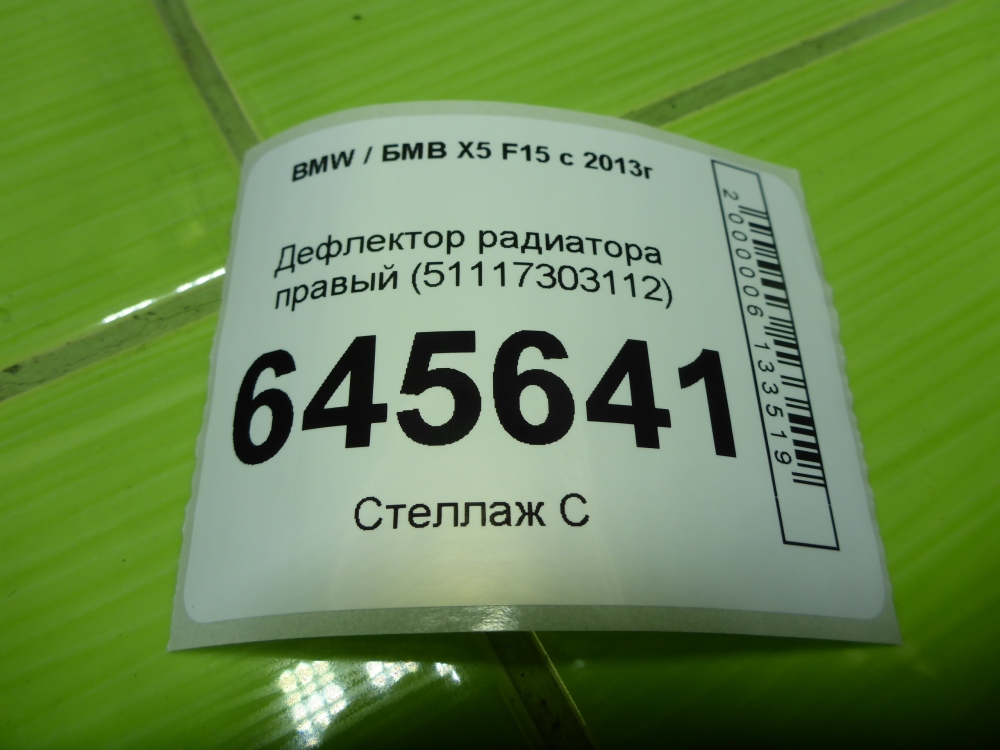 BMW / БМВ X5 F15 с 2013г
Дефлектор радиатора
правый (51117303112)
645641
Стеллаж С
2000006133519